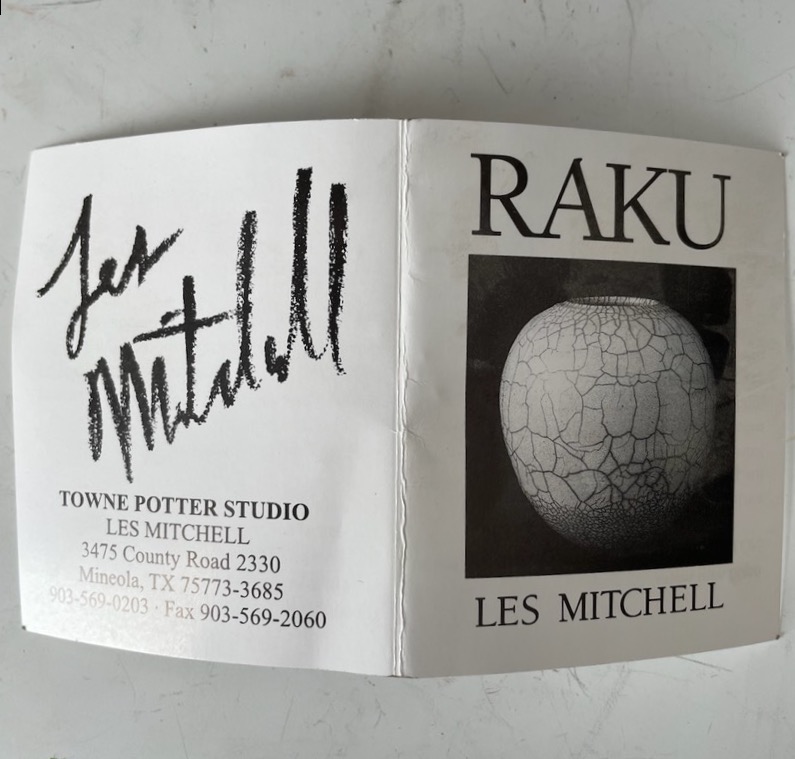 Les
Mitchell
TOWNE POTTER STUDIO
LES MITCHELL
3475 County Road 2330
Mineola, TX 75773-3685
903-569-0203 · Fax 903-569-2060
RAKU
LES MITCHELL